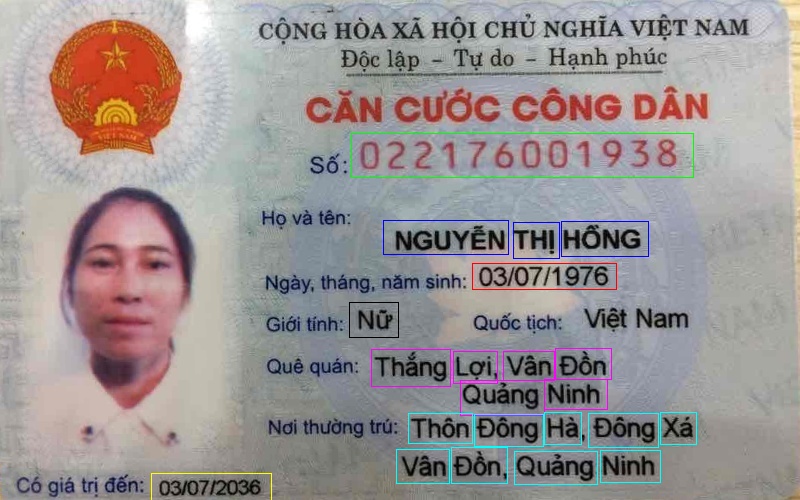 CỘNG HÒA XÃ HỘI CHỦ NGHĨA VIỆT NAM
Độc lập - Tự do - Hạnh phúc
CĂN CƯỚC CÔNG DÂN
Số: 022176001938
Họ và tên:
NGUYỄN THỊ HỒNG
Ngày, tháng, năm sinh: 03/07/1976
Giới tính: Nữ Quốc tịch: Việt Nam
Quê quán: Thắng Lợi, Vân Đồn
Quảng Ninh
Nơi thường trú: Thôn Đông Hà, Đông Xá
Vân Đồn, Quảng Ninh
Có giá trị đến: 03/07/2036